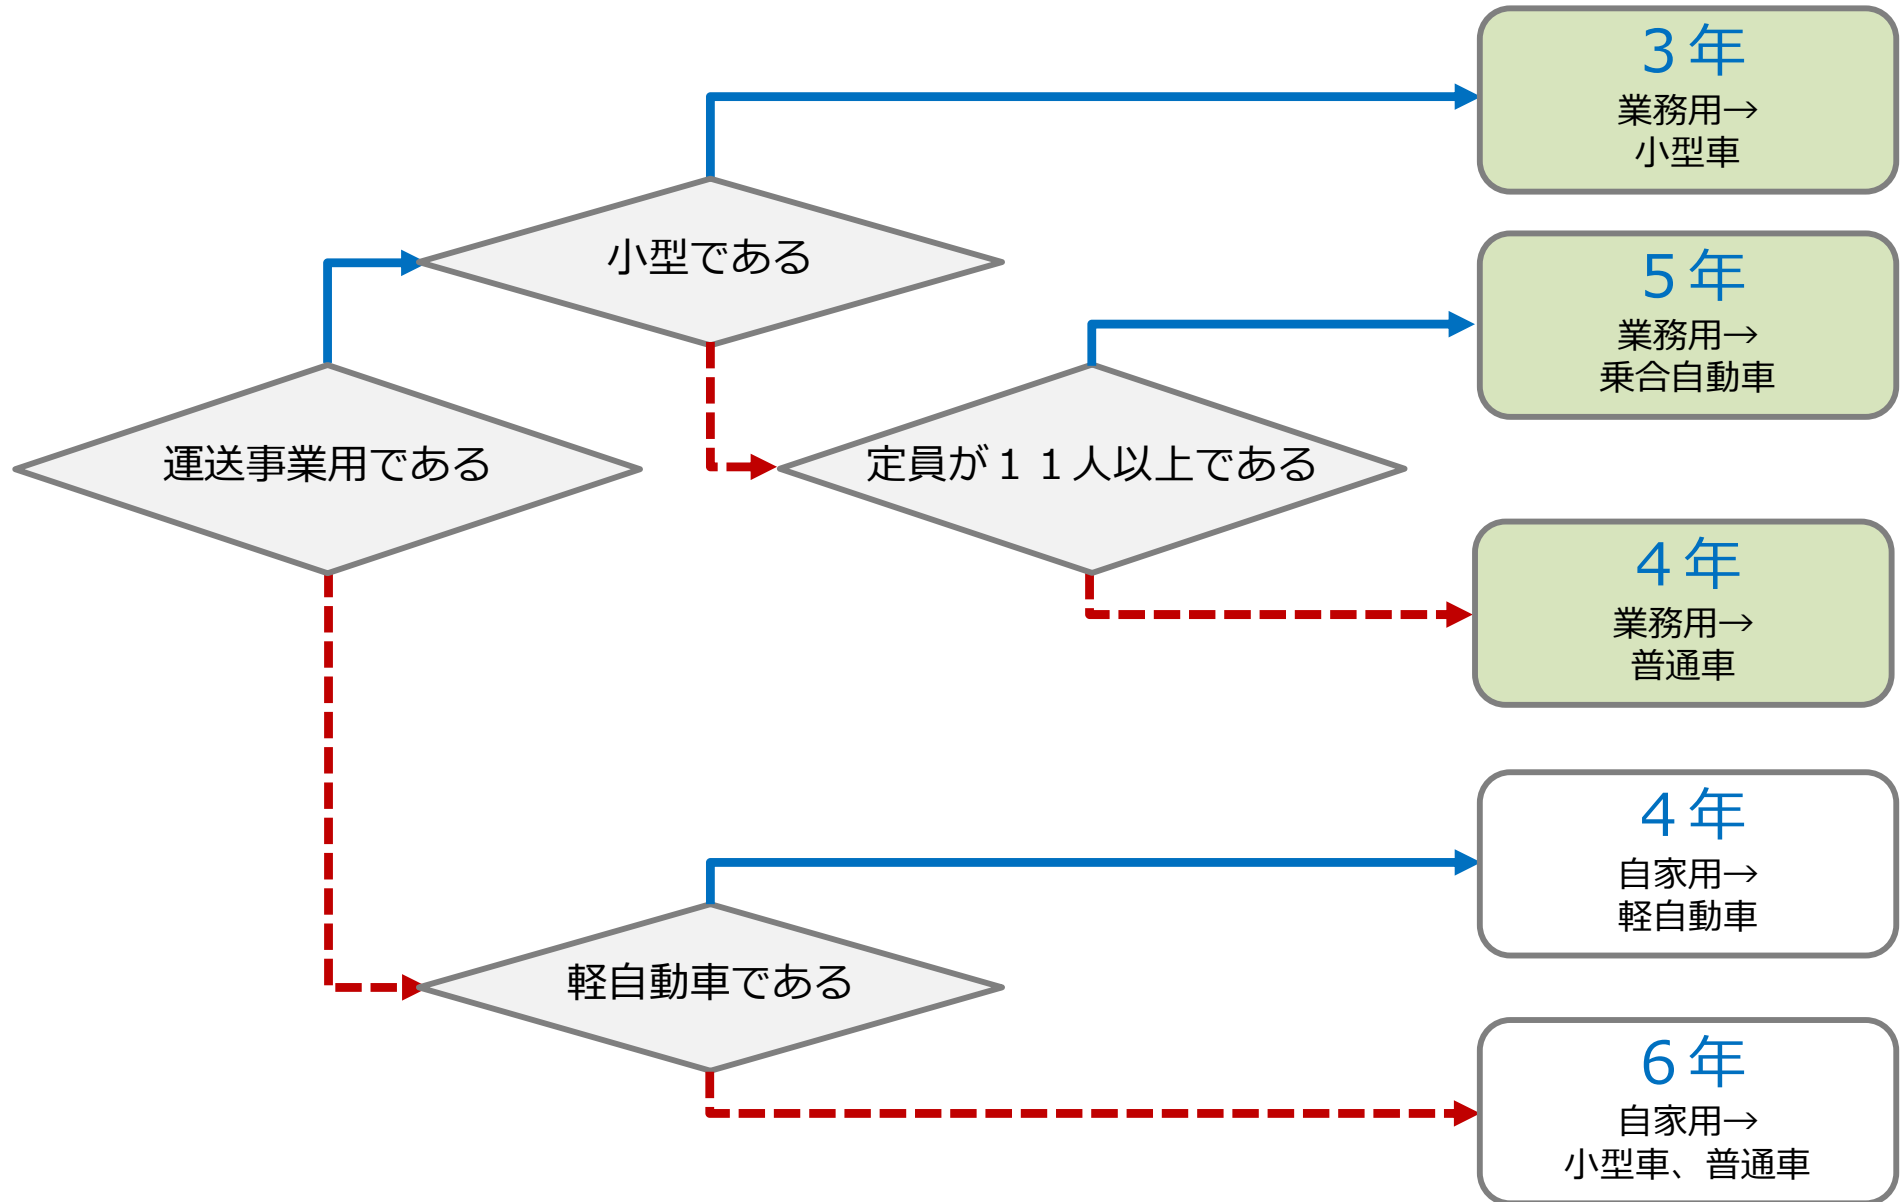 ３年
業務用→
小型車
小型である
５年
業務用→
乗合自動車
運送事業用である
定員が１１人以上である
４年
業務用→
普通車
４年
自家用→
軽自動車
軽自動車である
６年
自家用→
小型車、普通車